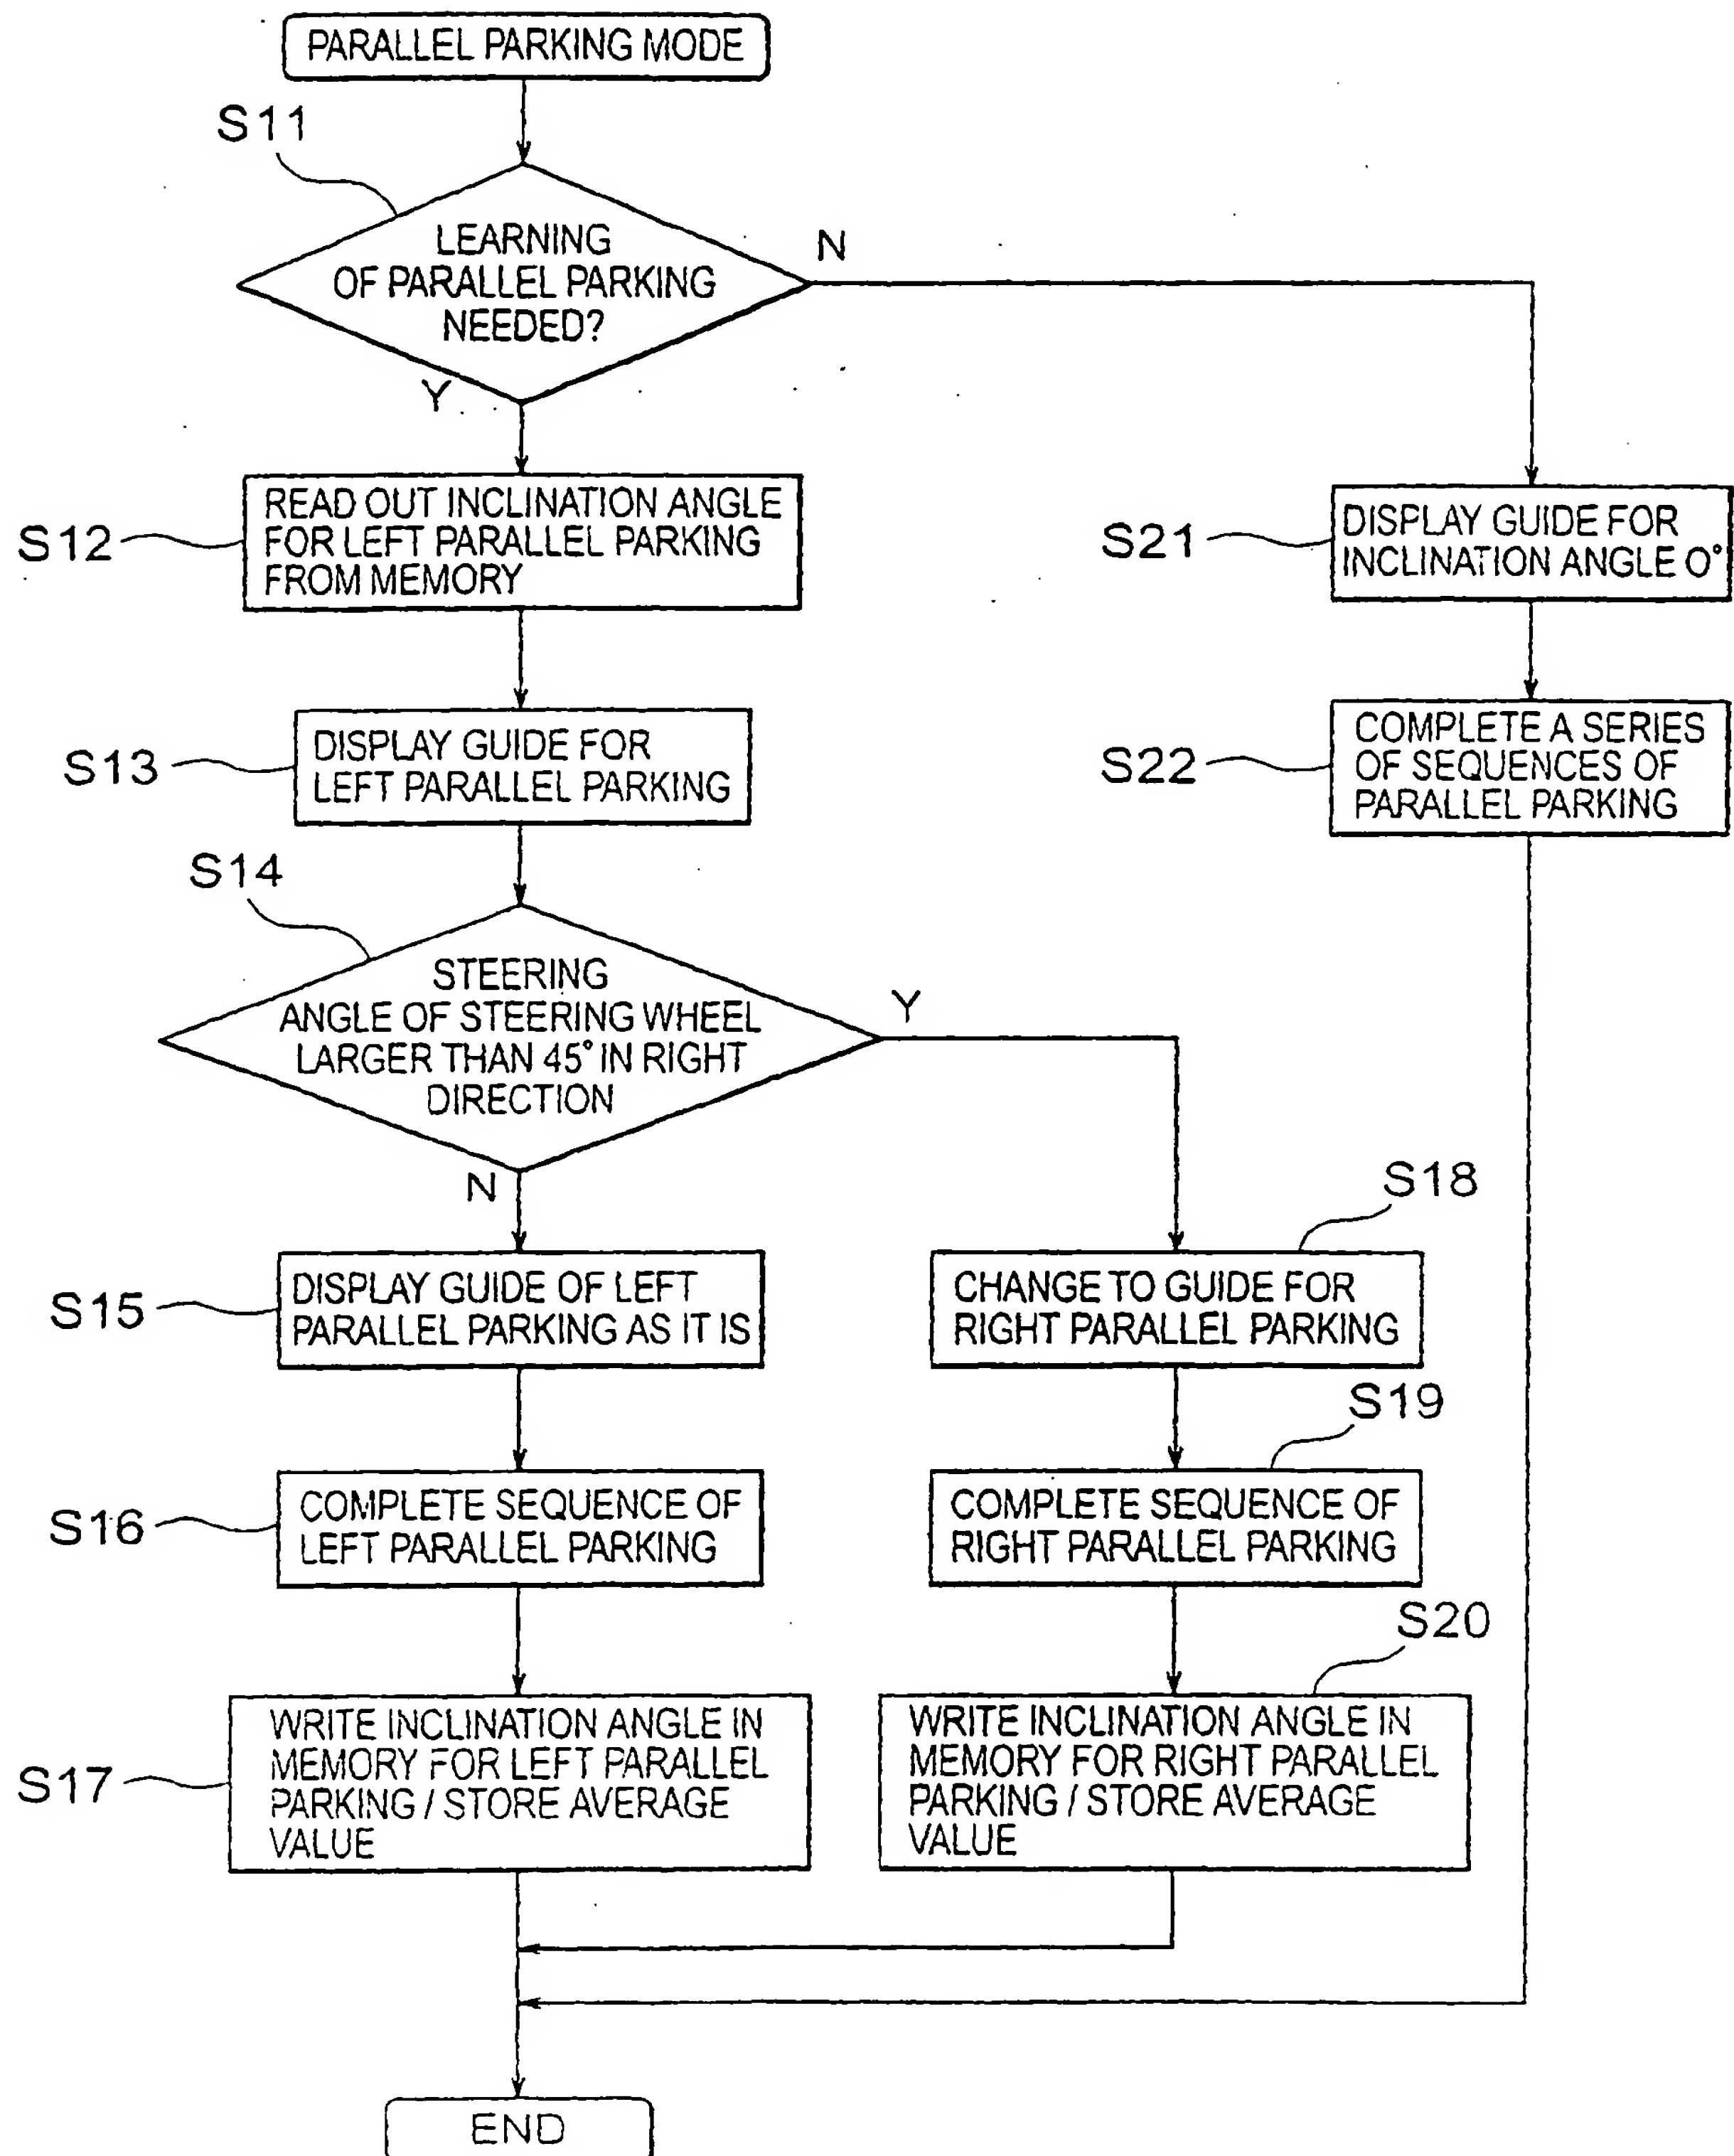 PARALLEL PARKING MODE
S11
LEARNING
OF PARALLEL PARKING
NEEDED?
N
Y
S12
READ OUT INCLINATION ANGLE
FOR LEFT PARALLEL PARKING
FROM MEMORY
S21
DISPLAY GUIDE FOR
INCLINATION ANGLE 0°
S13
DISPLAY GUIDE FOR
LEFT PARALLEL PARKING
S22
COMPLETE A SERIES
OF SEQUENCES OF
PARALLEL PARKING
S14
STEERING
ANGLE OF STEERING WHEEL
LARGER THAN 45° IN RIGHT
DIRECTION
Y
N
S15
DISPLAY GUIDE OF LEFT
PARALLEL PARKING AS IT IS
S18
CHANGE TO GUIDE FOR
RIGHT PARALLEL PARKING
S16
COMPLETE SEQUENCE OF
LEFT PARALLEL PARKING
S19
COMPLETE SEQUENCE OF
RIGHT PARALLEL PARKING
S17
WRITE INCLINATION ANGLE IN
MEMORY FOR LEFT PARALLEL
PARKING / STORE AVERAGE
VALUE
S20
WRITE INCLINATION ANGLE IN
MEMORY FOR RIGHT PARALLEL
PARKING / STORE AVERAGE
VALUE
END